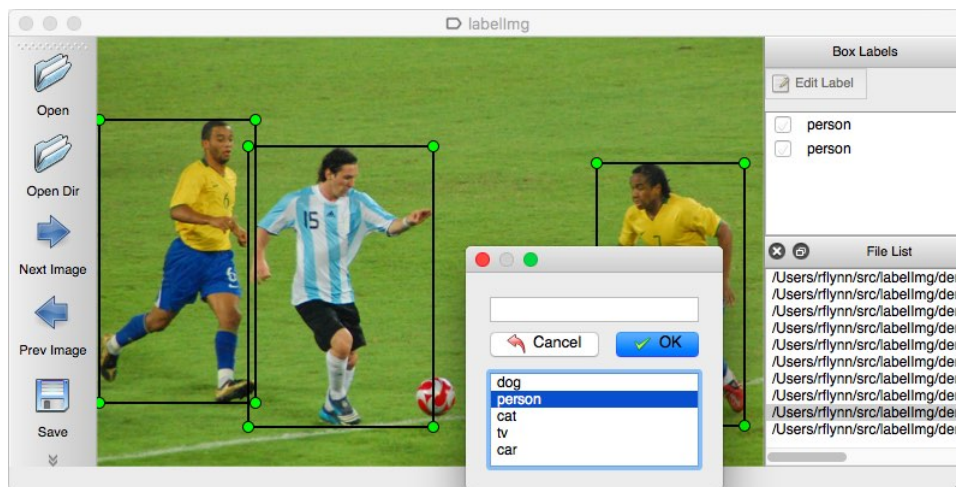 labelImg
Open
Open Dir
Next Image
Prev Image
Save
6
6
15
7
Cancel
OK
dog
person
cat
tv
car
Box Labels
Edit Label
person
person
File List
/Users/rflynn/src/labelImg/de
/Users/rflynn/src/labelImg/de
/Users/rflynn/src/labelImg/de
/Users/rflynn/src/labelImg/de
/Users/rflynn/src/labelImg/de
/Users/rflynn/src/labelImg/de
/Users/rflynn/src/labelImg/de
/Users/rflynn/src/labelImg/de
/Users/rflynn/src/labelImg/de
/Users/rflynn/src/labelImg/de